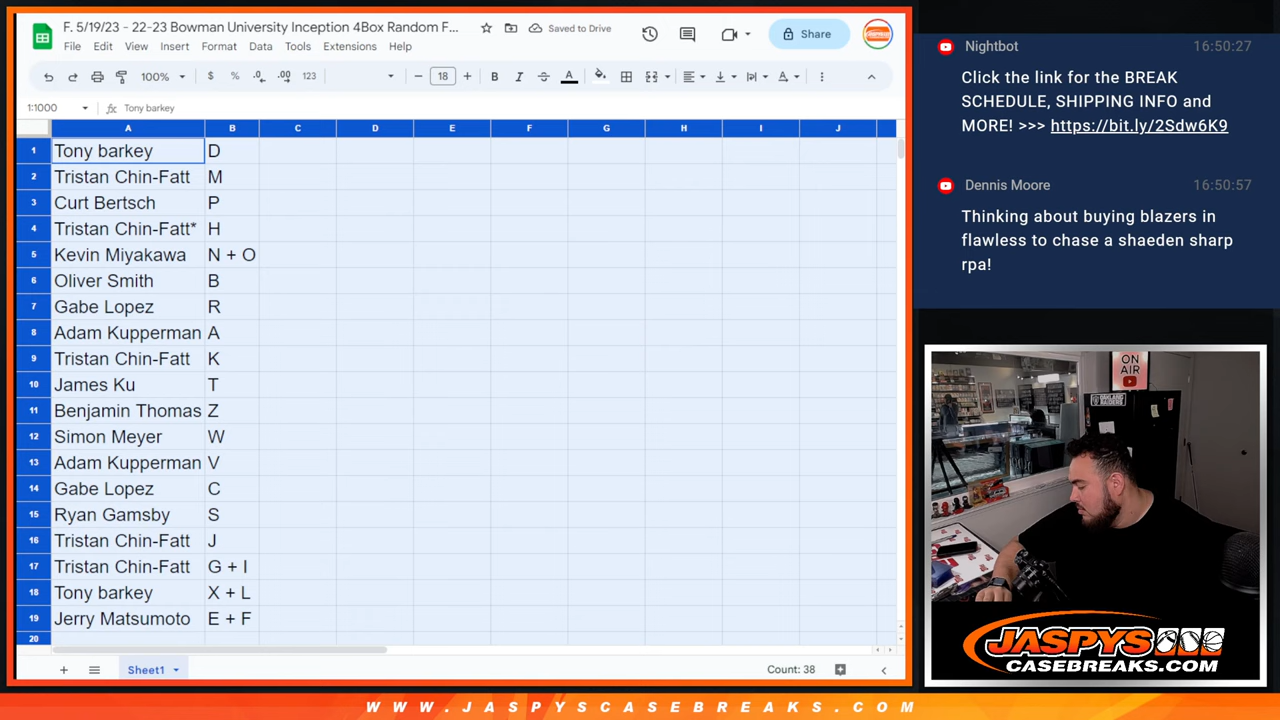 F. 5/19/23 - 22-23 Bowman University Inception 4Box Random F...
Saved to Drive
Share
File Edit View Insert Format Data Tools Extensions Help
100% $ % .0 .00 123 18 B I A
1:1000 fx Tony barkey
A B C D E F G H I J
1 Tony barkey D
2 Tristan Chin-Fatt M
3 Curt Bertsch P
4 Tristan Chin-Fatt* H
5 Kevin Miyakawa N + O
6 Oliver Smith B
7 Gabe Lopez R
8 Adam Kupperman A
9 Tristan Chin-Fatt K
10 James Ku T
11 Benjamin Thomas Z
12 Simon Meyer W
13 Adam Kupperman V
14 Gabe Lopez C
15 Ryan Gamsby S
16 Tristan Chin-Fatt J
17 Tristan Chin-Fatt G + I
18 Tony barkey X + L
19 Jerry Matsumoto E + F
20
Sheet1
Count: 38
Nightbot 16:50:27
Click the link for the BREAK
SCHEDULE, SHIPPING INFO and
MORE! >>> https://bit.ly/2Sdw6K9
Dennis Moore 16:50:57
Thinking about buying blazers in
flawless to chase a shaeden sharp
rpa!
ON
AIR
JASPYS
CASEBREAKS.COM
WWW.JASPYSCASEBREAKS.COM